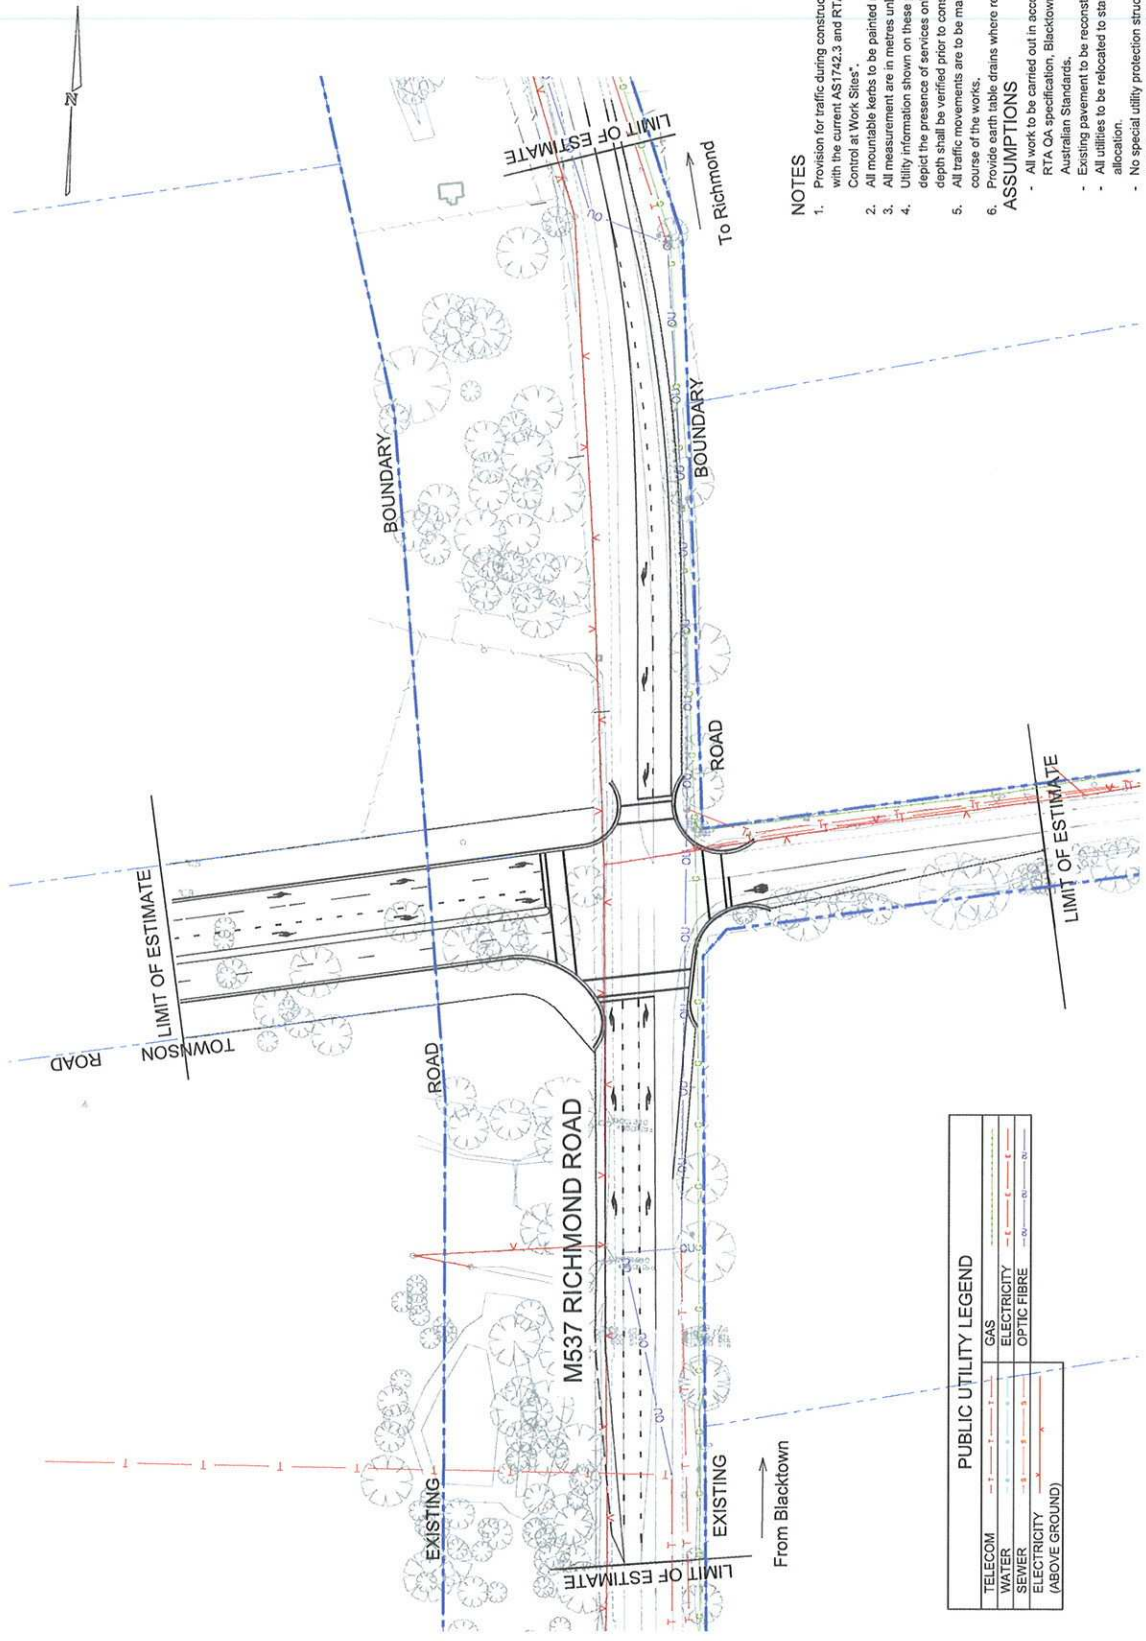 N
LIMIT OF ESTIMATE
To Richmond
BOUNDARY
BOUNDARY
LIMIT OF ESTIMATE
TOWNSON
ROAD
ROAD
ROAD
LIMIT OF ESTIMATE
M537 RICHMOND ROAD
EXISTING
EXISTING
LIMIT OF ESTIMATE
From Blacktown
NOTES
1. Provision for traffic during construc
with the current AS1742.3 and RT
Control at Work Sites".
2. All mountable kerbs to be painted
3. All measurement are in metres unl
4. Utility information shown on these
depict the presence of services on
depth shall be verified prior to cons
5. All traffic movements are to be ma
course of the works.
6. Provide earth table drains where re
ASSUMPTIONS
- All work to be carried out in acco
RTA QA specification, Blacktown
Australian Standards.
- Existing pavement to be reconst
- All utilities to be relocated to sta
allocation.
- No special utility protection struc
PUBLIC UTILITY LEGEND
TELECOM T T T GAS
WATER ELECTRICITY E E E
SEWER S S S OPTIC FIBRE OU OU OU
ELECTRICITY
(ABOVE GROUND)